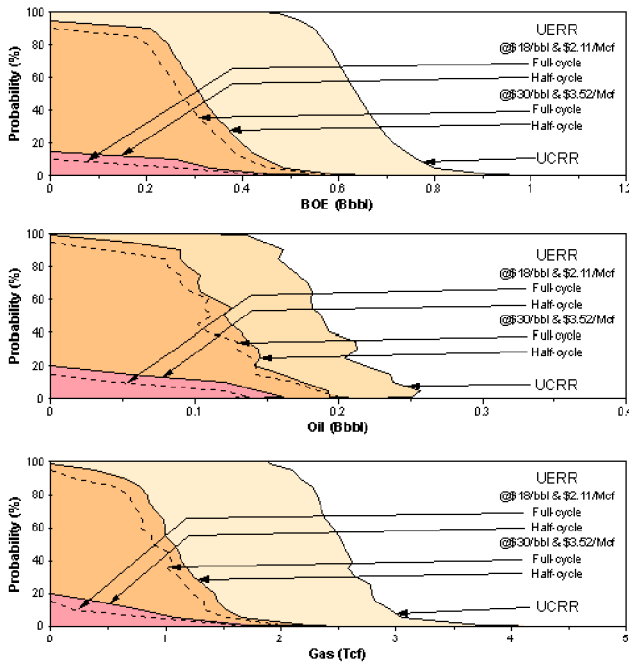 Probability (%)
100
80
60
40
20
0
UERR
@$18/bbl & $2.11/Mcf
Full-cycle
Half-cycle
@$30/bbl & $3.52/Mcf
Full-cycle
Half-cycle
UCRR
0 0.2 0.4 0.6 0.8 1 1.2
BOE (Bbbl)
Probability (%)
100
80
60
40
20
0
UERR
@$18/bbl & $2.11/Mcf
Full-cycle
Half-cycle
@$30/bbl & $3.52/Mcf
Full-cycle
Half-cycle
UCRR
0 0.1 0.2 0.3 0.4
Oil (Bbbl)
Probability (%)
100
80
60
40
20
0
UERR
@$18/bbl & $2.11/Mcf
Full-cycle
Half-cycle
@$30/bbl & $3.52/Mcf
Full-cycle
Half-cycle
UCRR
0 1 2 3 4 5
Gas (Tcf)